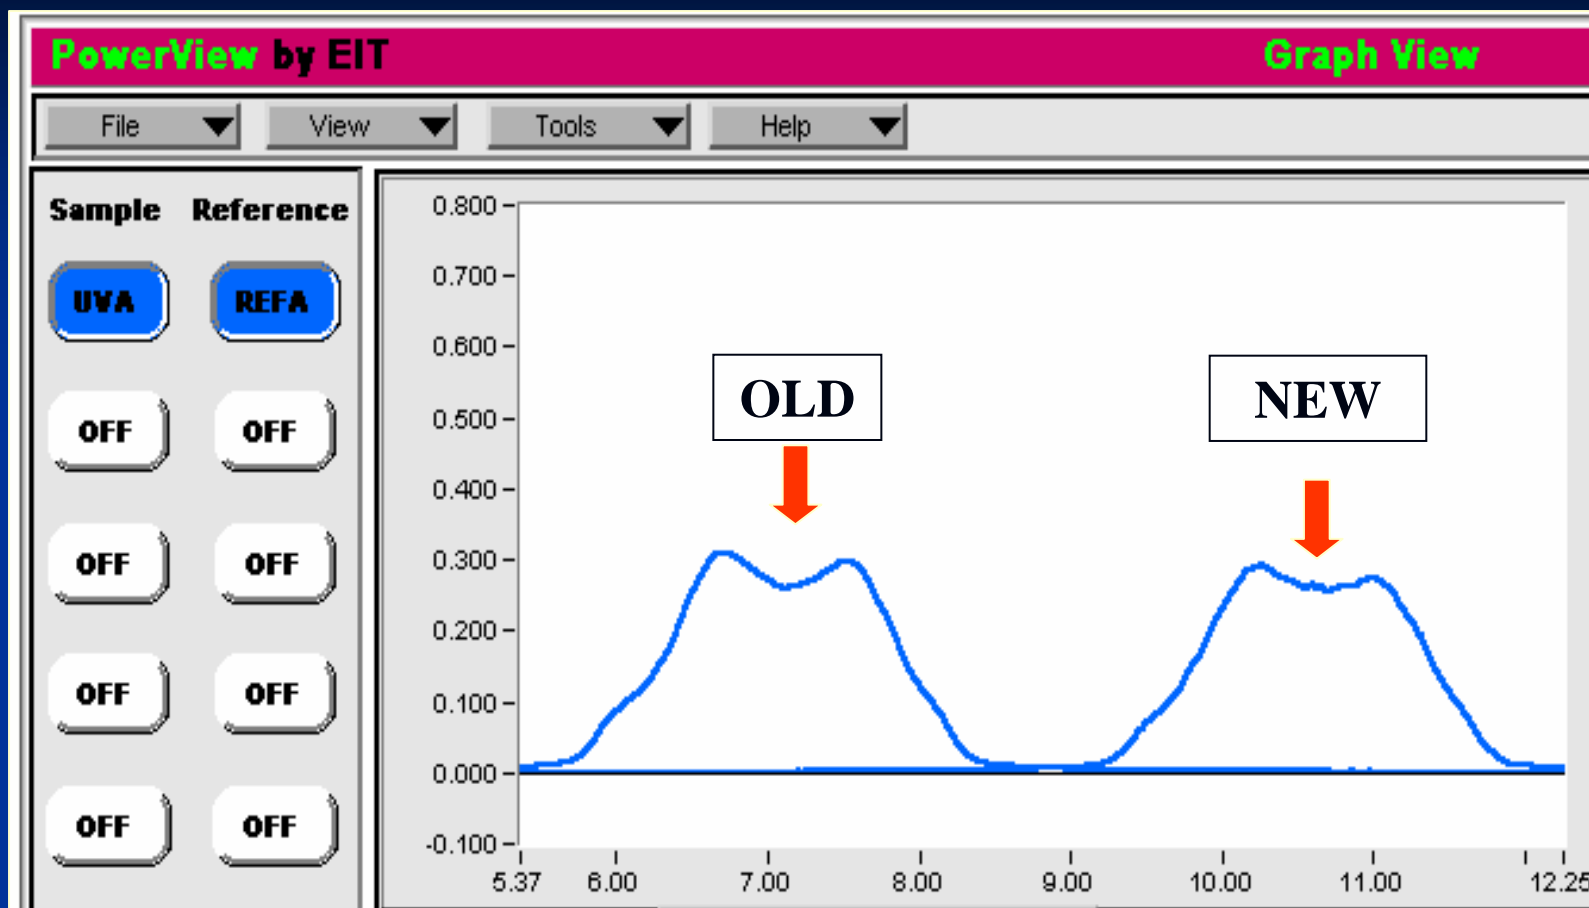 PowerView by EIT
Graph View
File
View
Tools
Help
Sample Reference
UVA REFA
OFF OFF
OFF OFF
OFF OFF
OFF OFF
0.800
0.700
0.600
0.500
0.400
0.300
0.200
0.100
0.000
-0.100
OLD
NEW
5.37 6.00 7.00 8.00 9.00 10.00 11.00 12.25